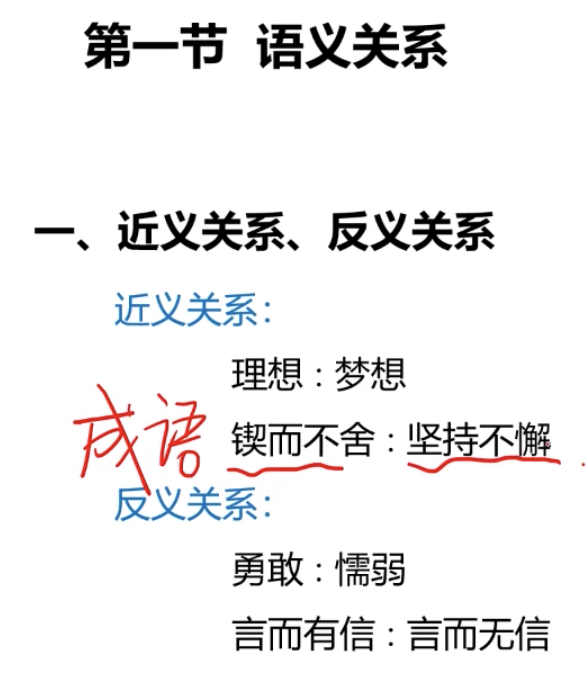 第一节 语义关系
一、近义关系、反义关系
近义关系：
理想：梦想
成语
锲而不舍：坚持不懈
反义关系：
勇敢：懦弱
言而有信：言而无信